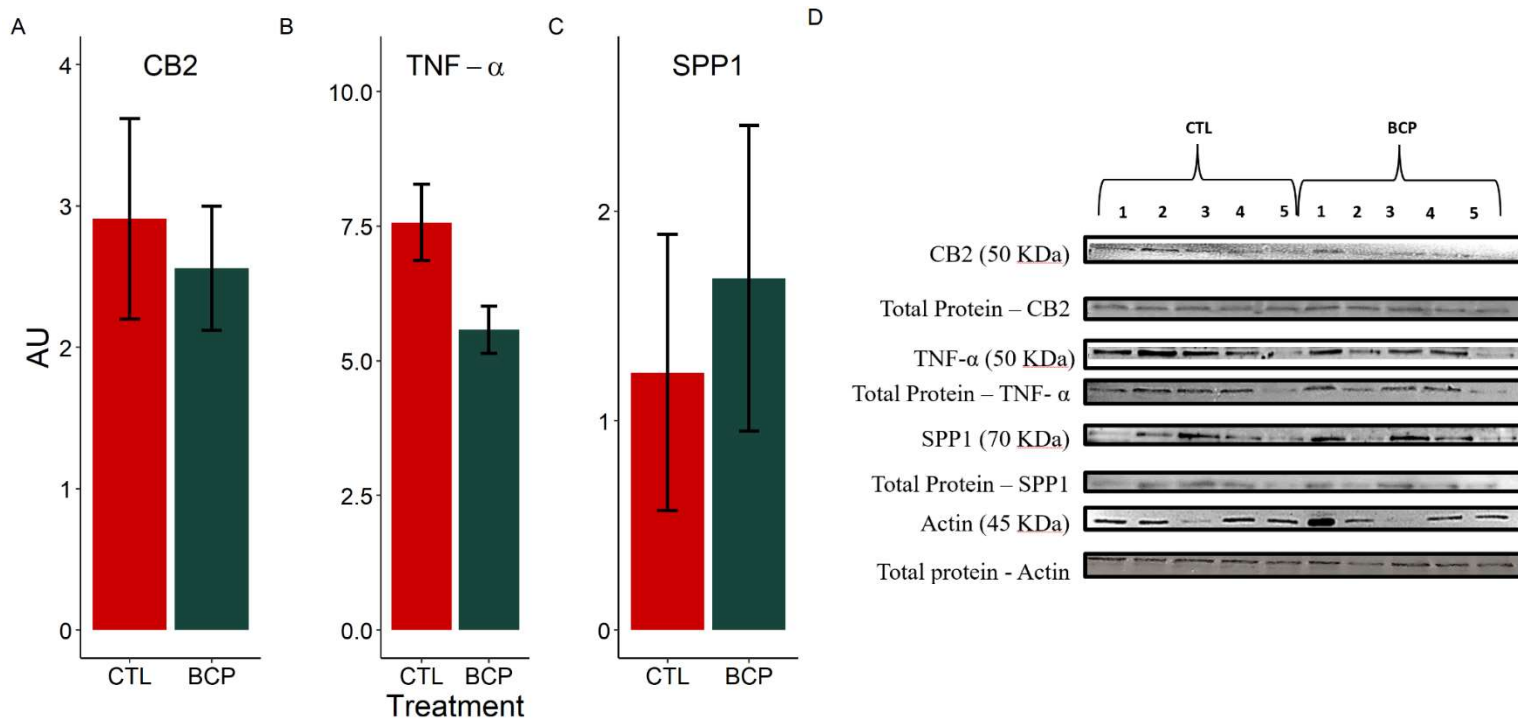 A
CB2
4
3
2
1
0
AU
CTL BCP
B
TNF – α
10.0
7.5
5.0
2.5
0.0
CTL BCP
Treatment
C
SPP1
2
1
0
CTL BCP
D
CTL BCP
1 2 3 4 5 1 2 3 4 5
CB2 (50 KDa)
Total Protein – CB2
TNF-α (50 KDa)
Total Protein – TNF- α
SPP1 (70 KDa)
Total Protein – SPP1
Actin (45 KDa)
Total protein - Actin